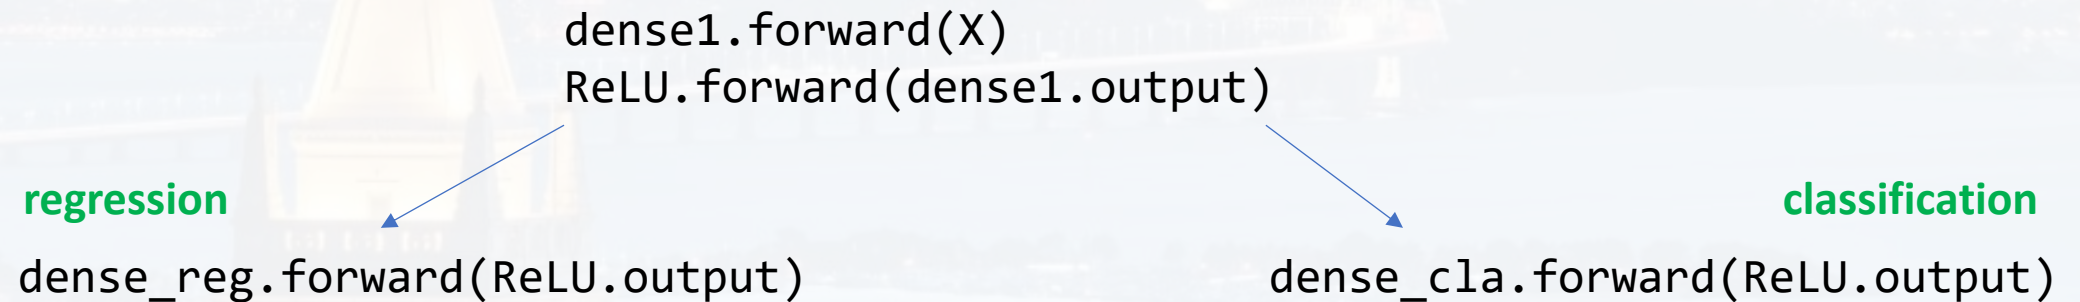 dense1.forward(X)
ReLU.forward(dense1.output)
regression
classification
dense_reg.forward(ReLU.output)
dense_cla.forward(ReLU.output)